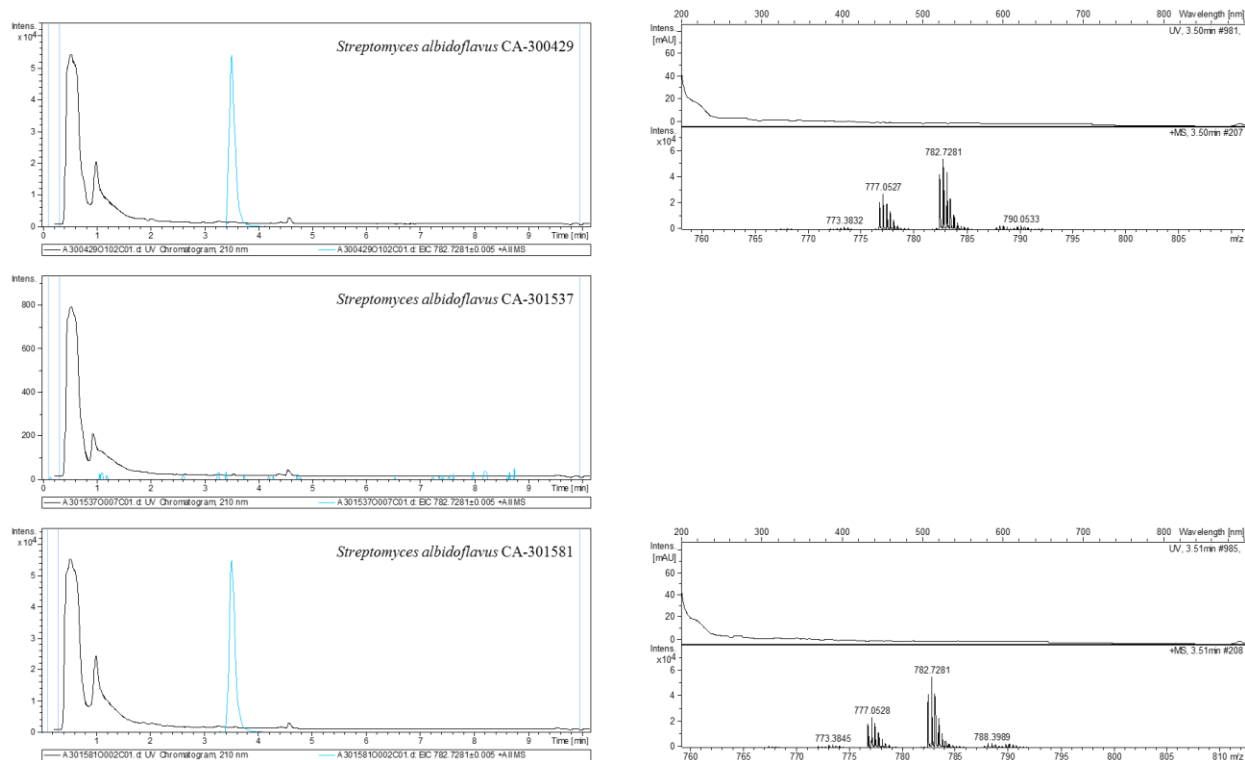 Intens.
x10⁴
Streptomyces albidoflavus CA-300429
5
4
3
2
1
0
0 1 2 3 4 5 6 7 8 9 Time [min]
A300429O102C01.d: UV Chromatogram, 210 nm A300429O102C01.d: EIC 782.7281±0.005 +All MS
200 300 400 500 600 700 800 Wavelength [nm]
Intens.
[mAU]
UV, 3.50min #981,
60
40
20
0
Intens.
x10⁴
+MS, 3.50min #207
6
4
2
0
782.7281
777.0527
773.3832
790.0533
760 765 770 775 780 785 790 795 800 805 m/z
Intens.
Streptomyces albidoflavus CA-301537
800
600
400
200
0
0 1 2 3 4 5 6 7 8 9 Time [min]
A301537O007C01.d: UV Chromatogram, 210 nm A301537O007C01.d: EIC 782.7281±0.005 +All MS
Intens.
x10⁴
Streptomyces albidoflavus CA-301581
5
4
3
2
1
0
0 1 2 3 4 5 6 7 8 9 Time [min]
A301581O002C01.d: UV Chromatogram, 210 nm A301581O002C01.d: EIC 782.7281±0.005 +All MS
200 300 400 500 600 700 800 Wavelength [nm]
Intens.
[mAU]
UV, 3.51min #985,
60
40
20
0
Intens.
x10⁴
+MS, 3.51min #208
6
4
2
0
782.7281
777.0528
773.3845
788.3989
760 765 770 775 780 785 790 795 800 805 810 m/z